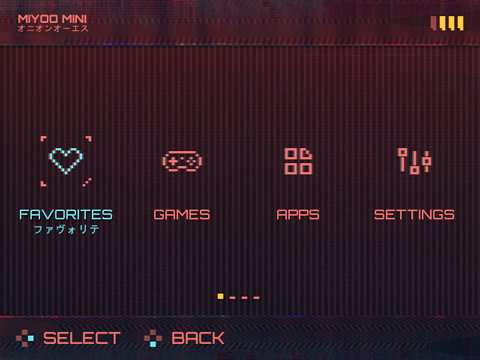 MIYOO MINI
オニオンオーエス
FAVORITES
ファヴォリテ
GAMES
APPS
SETTINGS
SELECT
BACK